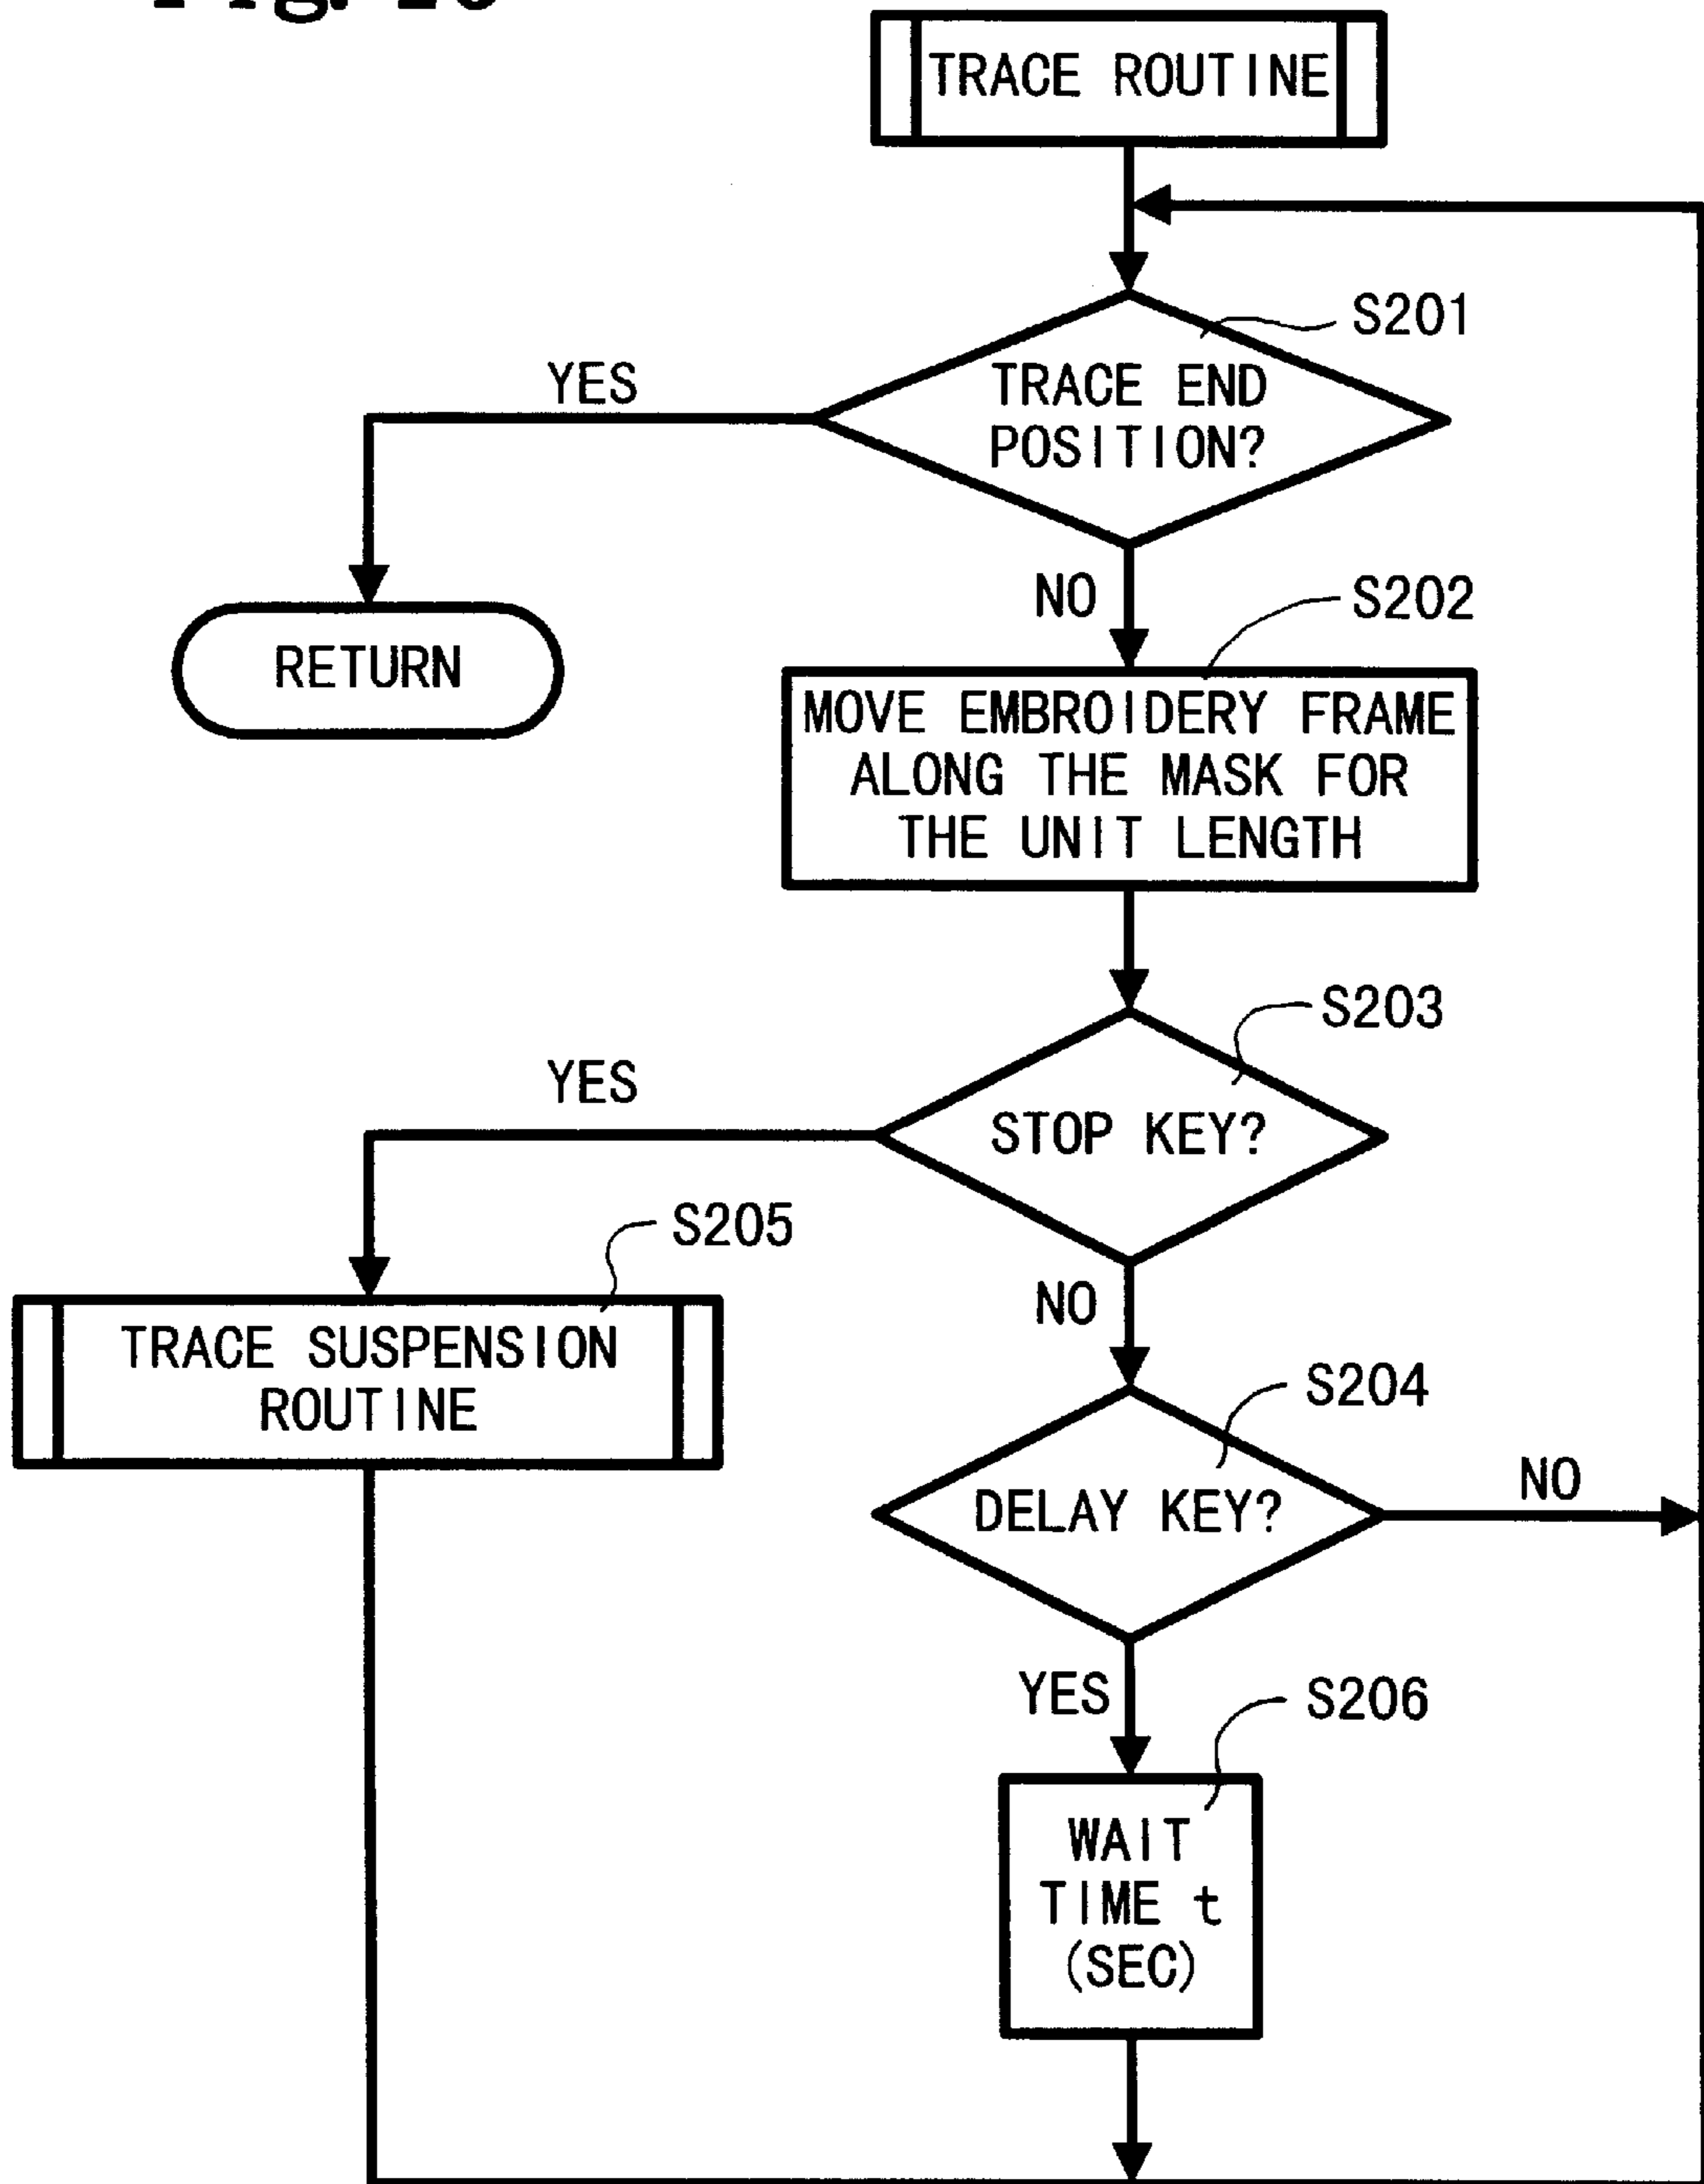 TRACE ROUTINE
S201
YES
TRACE END
POSITION?
NO
S202
RETURN
MOVE EMBROIDERY FRAME
ALONG THE MASK FOR
THE UNIT LENGTH
S203
YES
STOP KEY?
S205
NO
TRACE SUSPENSION
ROUTINE
S204
NO
DELAY KEY?
YES
S206
WAIT
TIME t
(SEC)